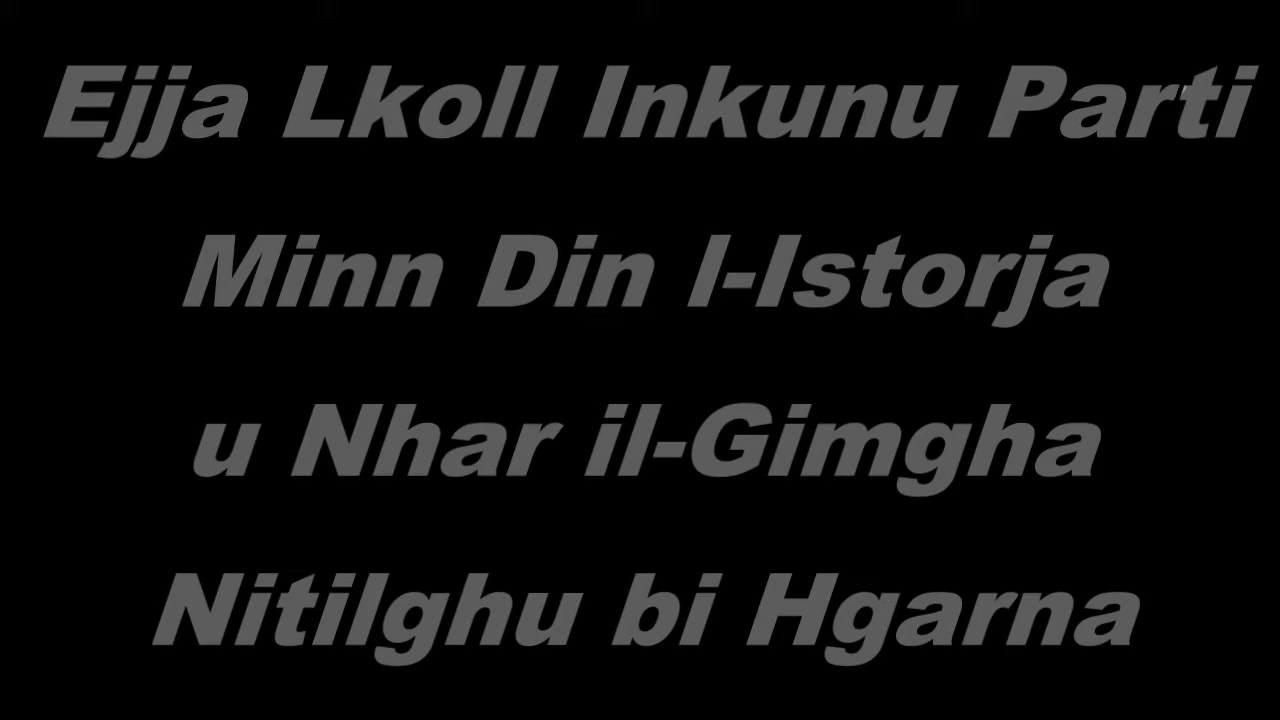 Ejja Lkoll Inkunu Parti
Minn Din l-Istorja
u Nhar il-Gimgha
Nitilghu bi Hgarna